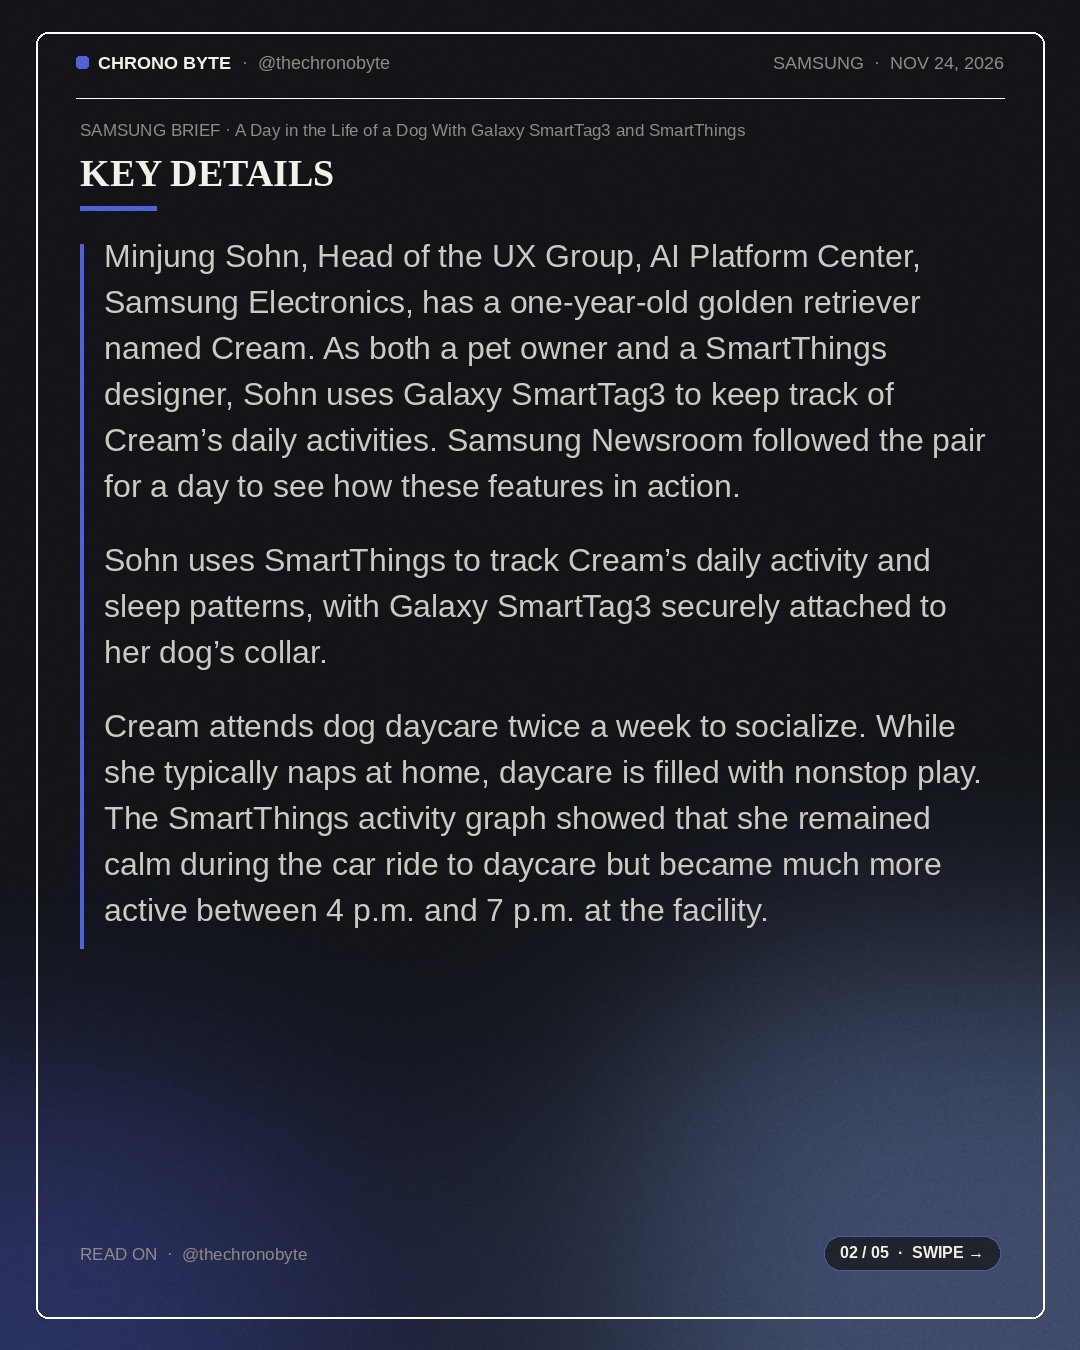 CHRONO BYTE · @thechronobyte
SAMSUNG · NOV 24, 2026
SAMSUNG BRIEF · A Day in the Life of a Dog With Galaxy SmartTag3 and SmartThings
KEY DETAILS
Minjung Sohn, Head of the UX Group, AI Platform Center,
Samsung Electronics, has a one-year-old golden retriever
named Cream. As both a pet owner and a SmartThings
designer, Sohn uses Galaxy SmartTag3 to keep track of
Cream’s daily activities. Samsung Newsroom followed the pair
for a day to see how these features in action.
Sohn uses SmartThings to track Cream’s daily activity and
sleep patterns, with Galaxy SmartTag3 securely attached to
her dog’s collar.
Cream attends dog daycare twice a week to socialize. While
she typically naps at home, daycare is filled with nonstop play.
The SmartThings activity graph showed that she remained
calm during the car ride to daycare but became much more
active between 4 p.m. and 7 p.m. at the facility.
READ ON · @thechronobyte
02 / 05 · SWIPE →